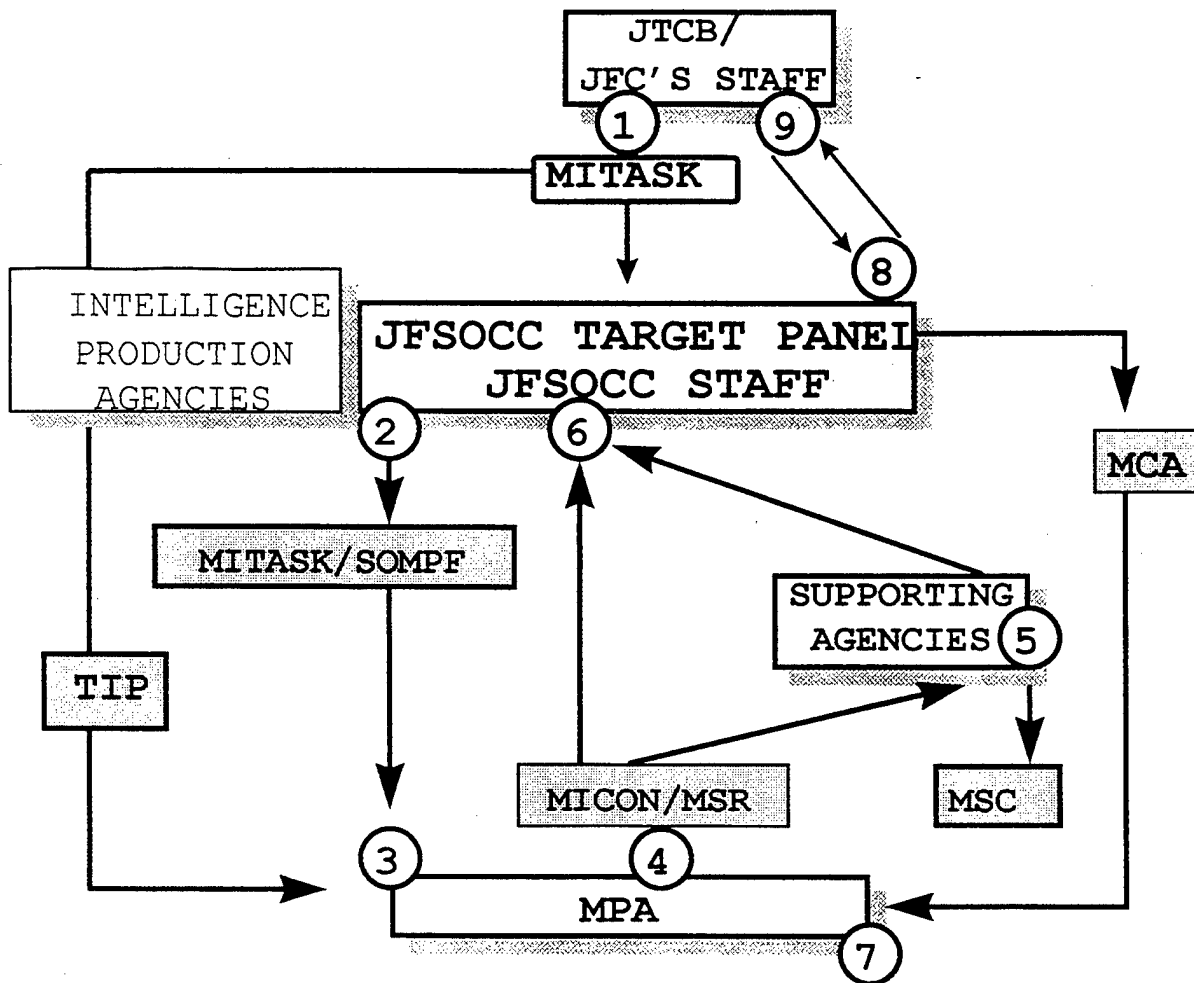 JTCB/
JFC'S STAFF
1
9
MITASK
8
INTELLIGENCE
PRODUCTION
AGENCIES
JFSOCC TARGET PANEL
JFSOCC STAFF
2
6
MCA
MITASK/SOMPF
SUPPORTING
AGENCIES
5
TIP
MICON/MSR
MSC
3
4
MPA
7